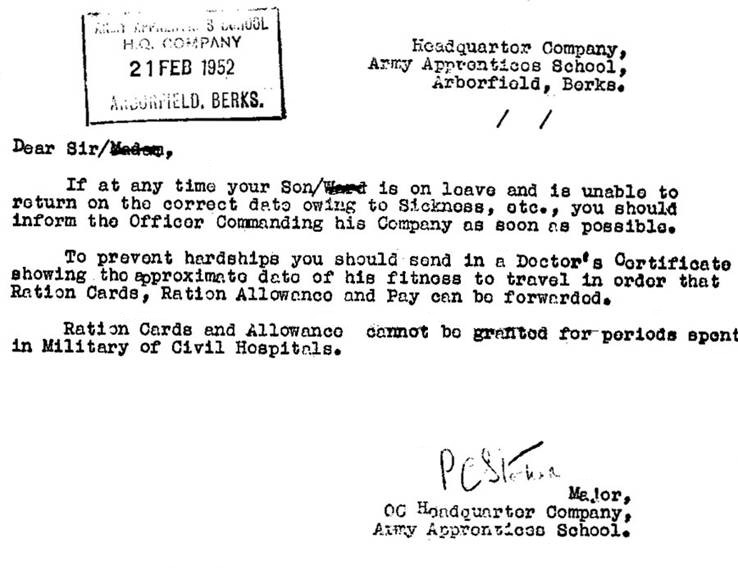 ARMY APPRENTICES SCHOOL
H.Q. COMPANY
21 FEB 1952
ARBORFIELD, BERKS.
Headquarter Company,
Army Apprentices School,
Arborfield, Berks.
/ /
Dear Sir/Madam,
If at any time your Son/Ward is on leave and is unable to
return on the correct date owing to Sickness, etc., you should
inform the Officer Commanding his Company as soon as possible.
To prevent hardships you should send in a Doctor's Certificate
showing the approximate date of his fitness to travel in order that
Ration Cards, Ration Allowance and Pay can be forwarded.
Ration Cards and Allowance cannot be granted for periods spent
in Military of Civil Hospitals.
Major,
OC Headquarter Company,
Army Apprentices School.